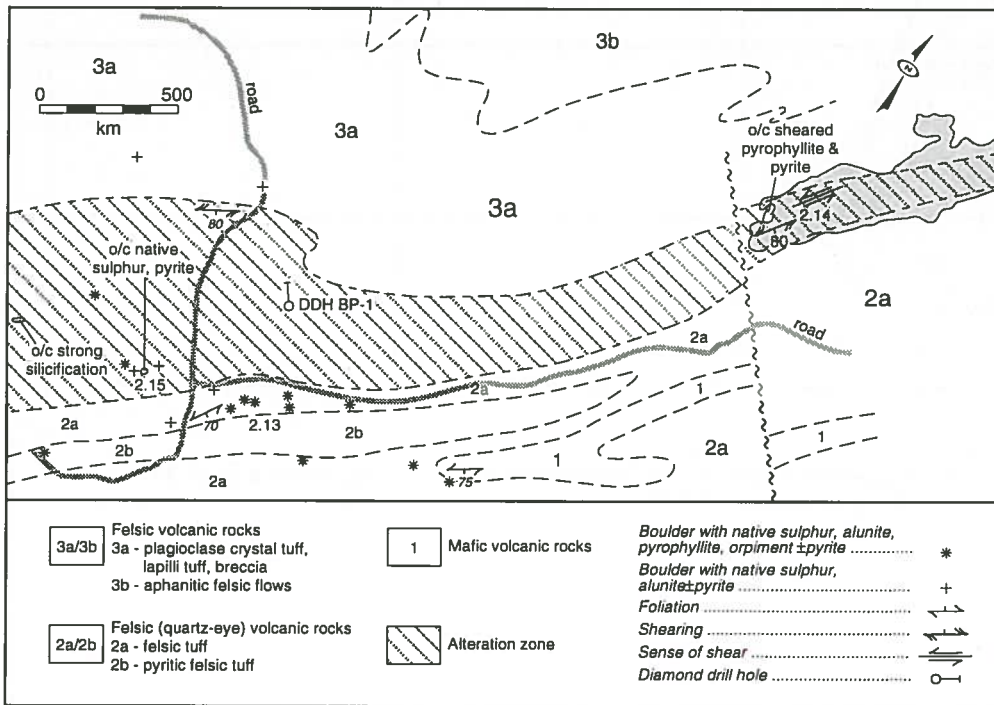 3a
3b
0 500
km
road
3a
N
o/c sheared
pyrophyllite &
pyrite
3a
2.14
80
80
o/c native
sulphur, pyrite
DDH BP-1
2a
o/c strong
silicification
2.15
2a
road
2a
1
2a
70
2.13
2b
2b
2a
1
2a
1
75
3a/3b
Felsic volcanic rocks
3a - plagioclase crystal tuff,
lapilli tuff, breccia
3b - aphanitic felsic flows
2a/2b
Felsic (quartz-eye) volcanic rocks
2a - felsic tuff
2b - pyritic felsic tuff
1
Mafic volcanic rocks
Alteration zone
Boulder with native sulphur, alunite,
pyrophyllite, orpiment ±pyrite
Boulder with native sulphur,
alunite±pyrite
Foliation
Shearing
Sense of shear
Diamond drill hole